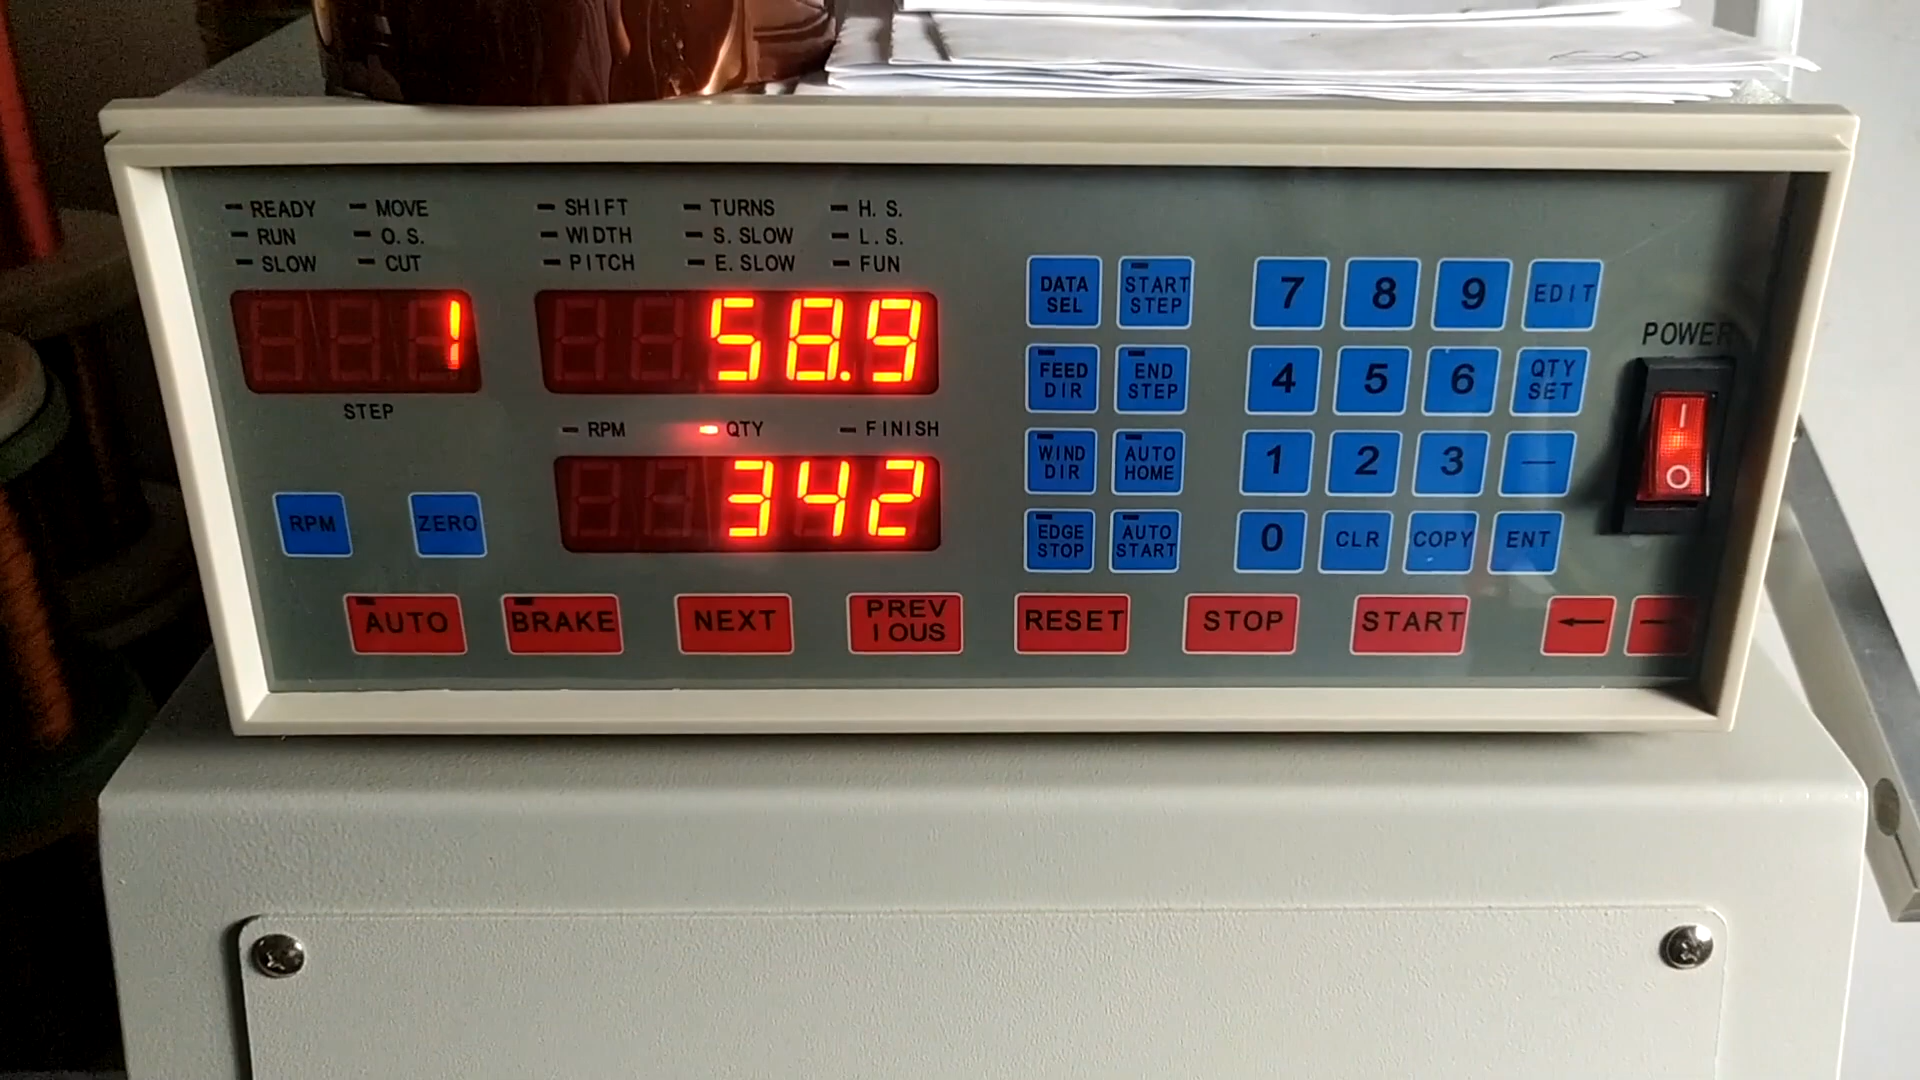 READY MOVE SHIFT TURNS H. S.
RUN O. S. WIDTH S. SLOW L. S.
SLOW CUT PITCH E. SLOW FUN
1 58.9
STEP
RPM QTY FINISH
342
RPM ZERO
DATA SEL
START STEP
FEED DIR
END STEP
WIND DIR
AUTO HOME
EDGE STOP
AUTO START
7 8 9 EDIT
4 5 6 QTY SET
1 2 3 —
0 CLR COPY ENT
POWER
I
O
AUTO BRAKE NEXT PREVIOUS RESET STOP START ←